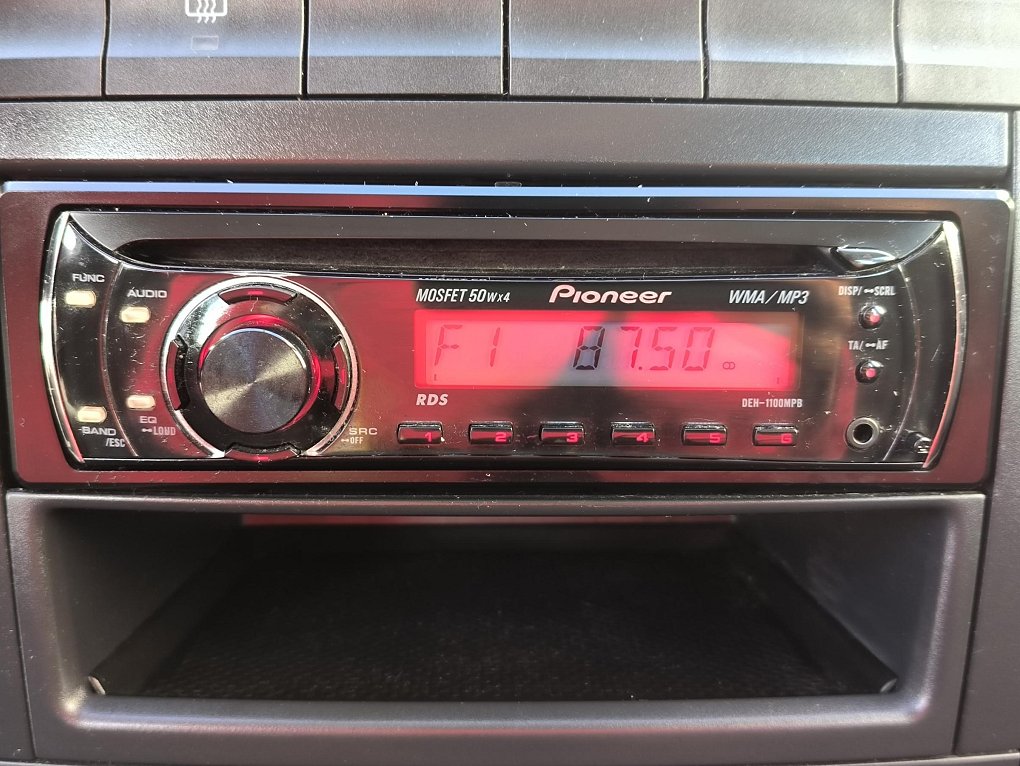 FUNC
AUDIO
MOSFET 50Wx4
Pioneer
WMA/MP3
DISP/ SCRL
F1 87.50
TA/ AF
RDS
DEH-1100MPB
BAND
/ESC
EQ
LOUD
SRC
OFF
1 2 3 4 5 6